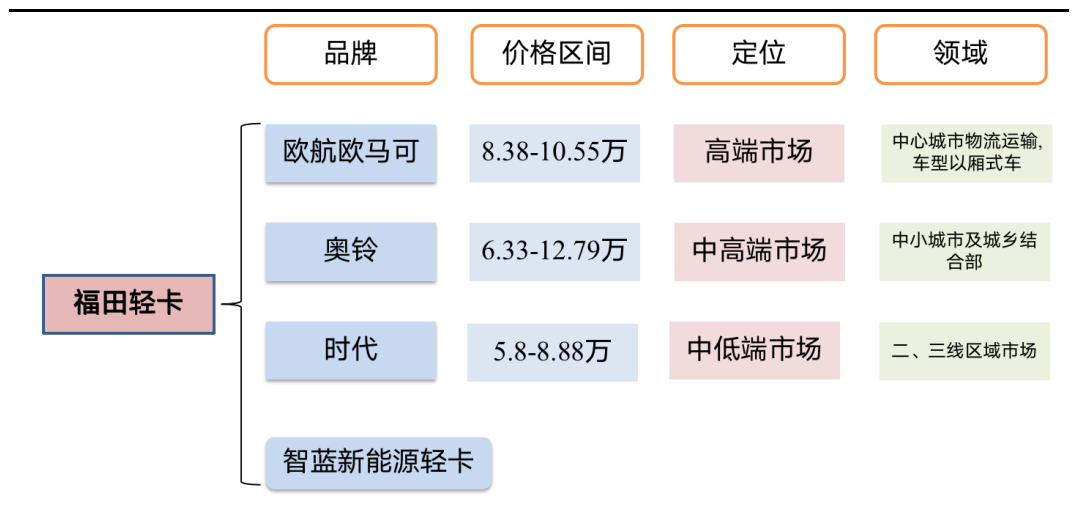 品牌
价格区间
定位
领域
欧航欧马可
8.38-10.55万
高端市场
中心城市物流运输,
车型以厢式车
奥铃
6.33-12.79万
中高端市场
中小城市及城乡结
合部
福田轻卡
时代
5.8-8.88万
中低端市场
二、三线区域市场
智蓝新能源轻卡